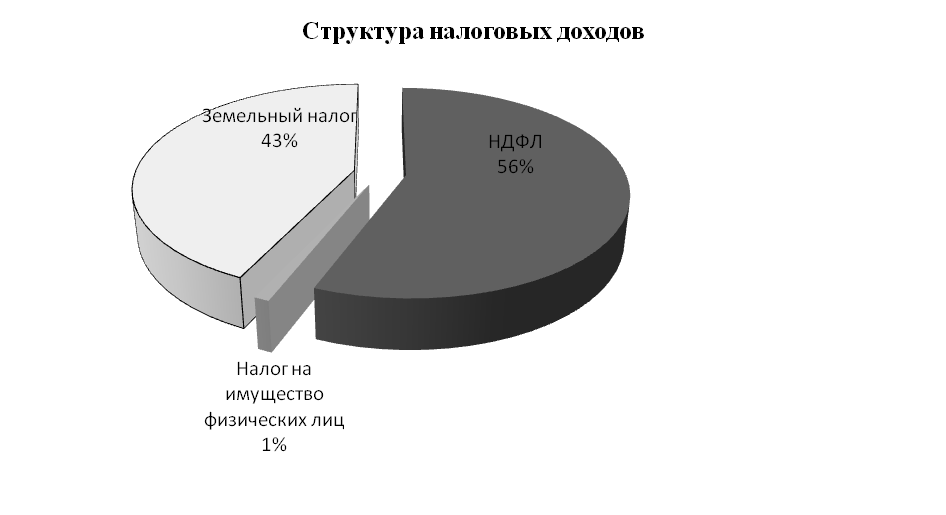 Структура налоговых доходов
Земельный налог
43%
НДФЛ
56%
Налог на
имущество
физических лиц
1%